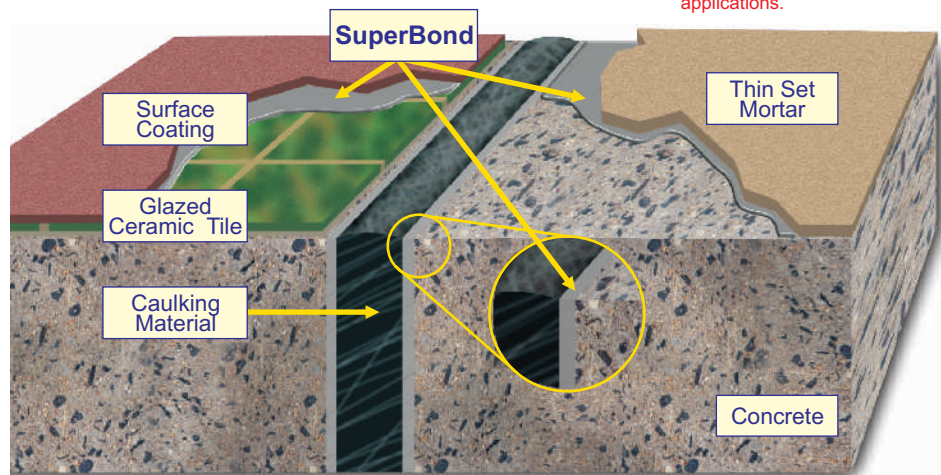 applications.
SuperBond
Surface
Coating
Thin Set
Mortar
Glazed
Ceramic Tile
Caulking
Material
Concrete